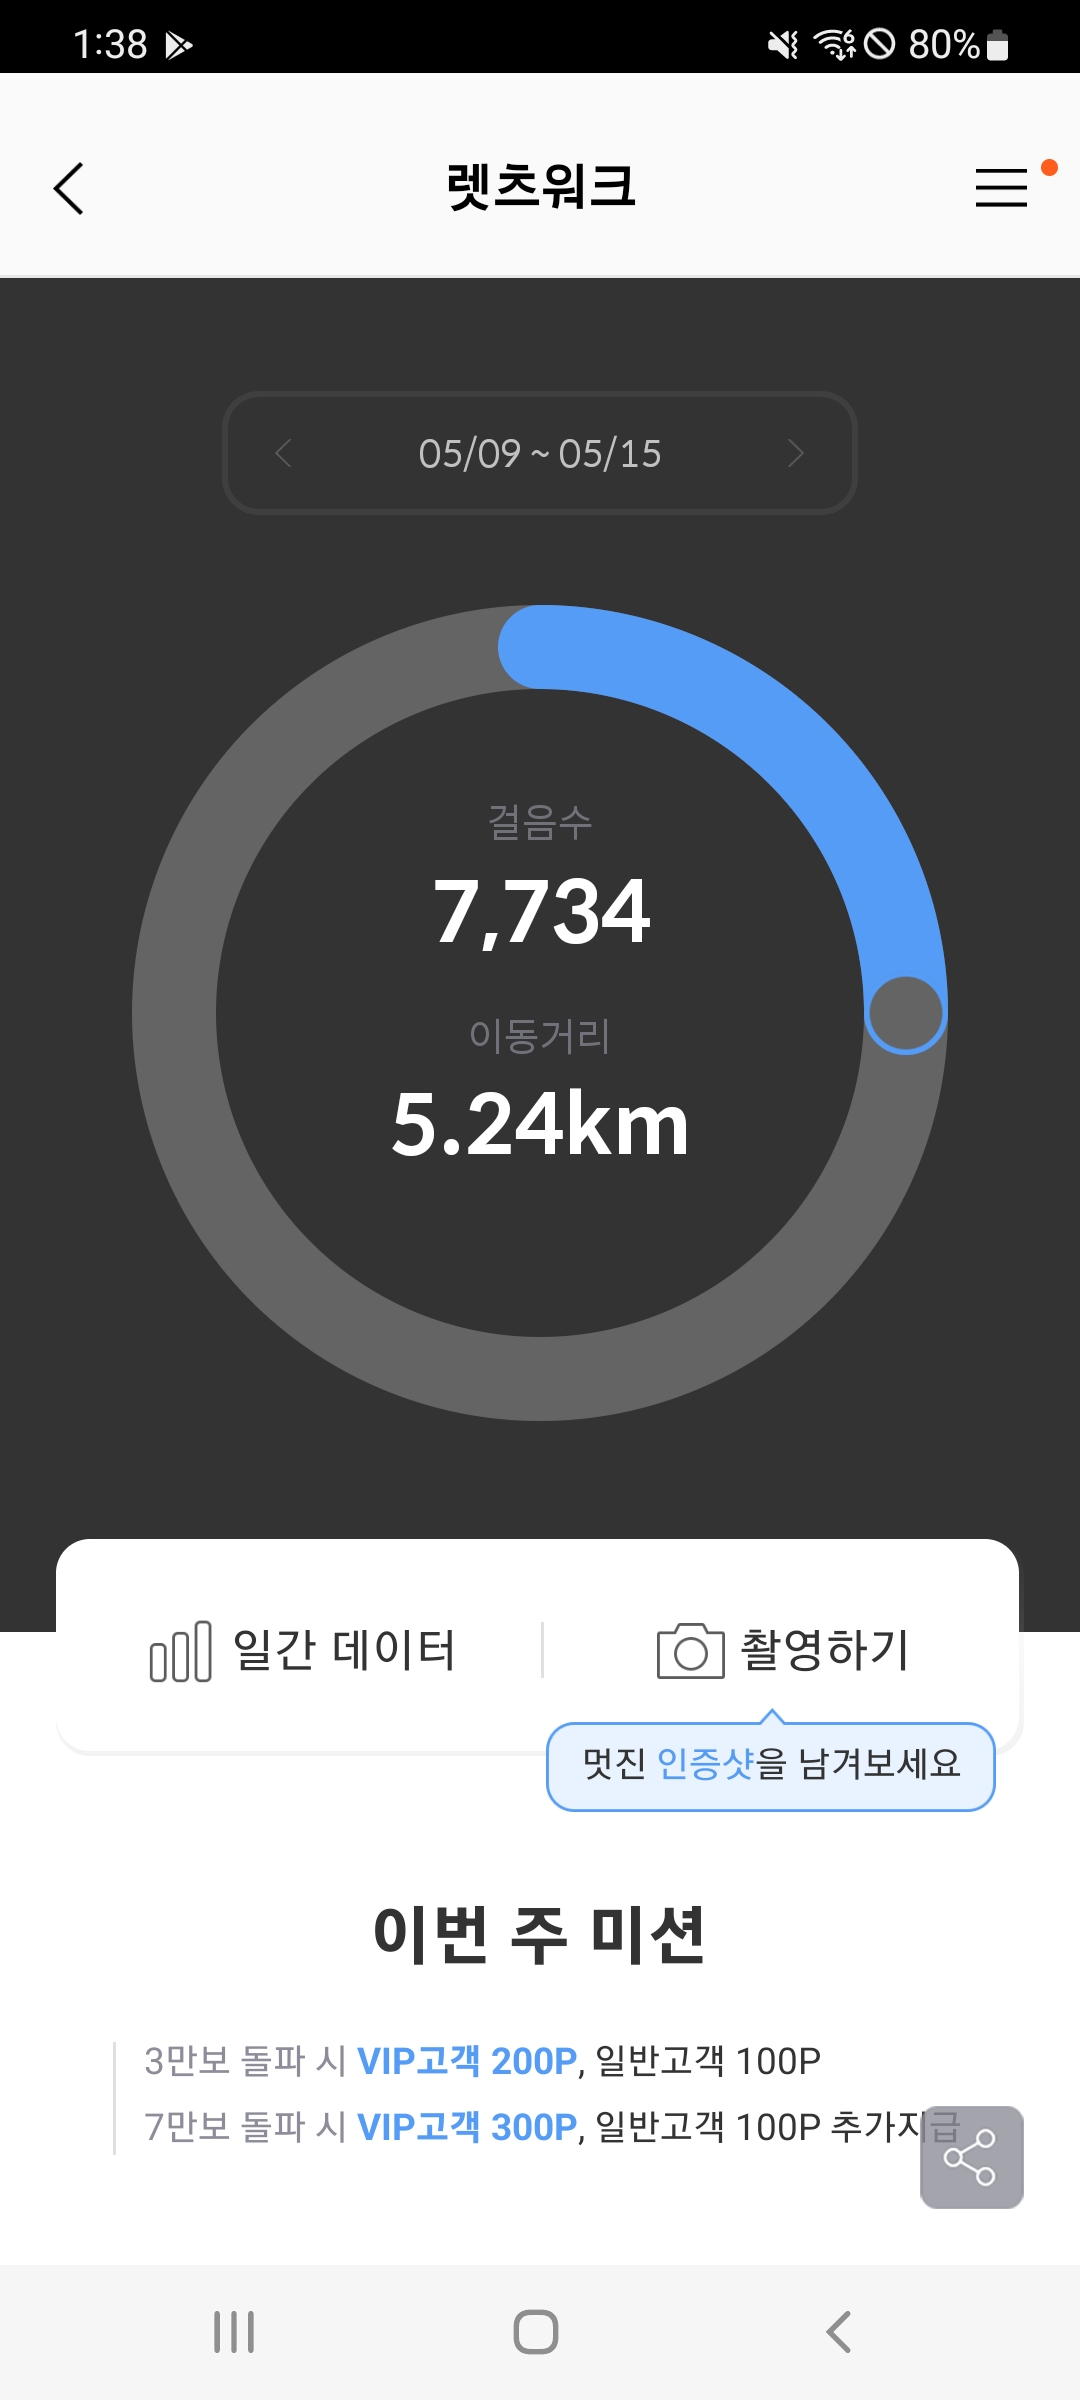 1:38 80%
렛츠워크
05/09 ~ 05/15
걸음수
7,734
이동거리
5.24km
일간 데이터 촬영하기
멋진 인증샷을 남겨보세요
이번 주 미션
3만보 돌파 시 VIP고객 200P, 일반고객 100P
7만보 돌파 시 VIP고객 300P, 일반고객 100P 추가지급